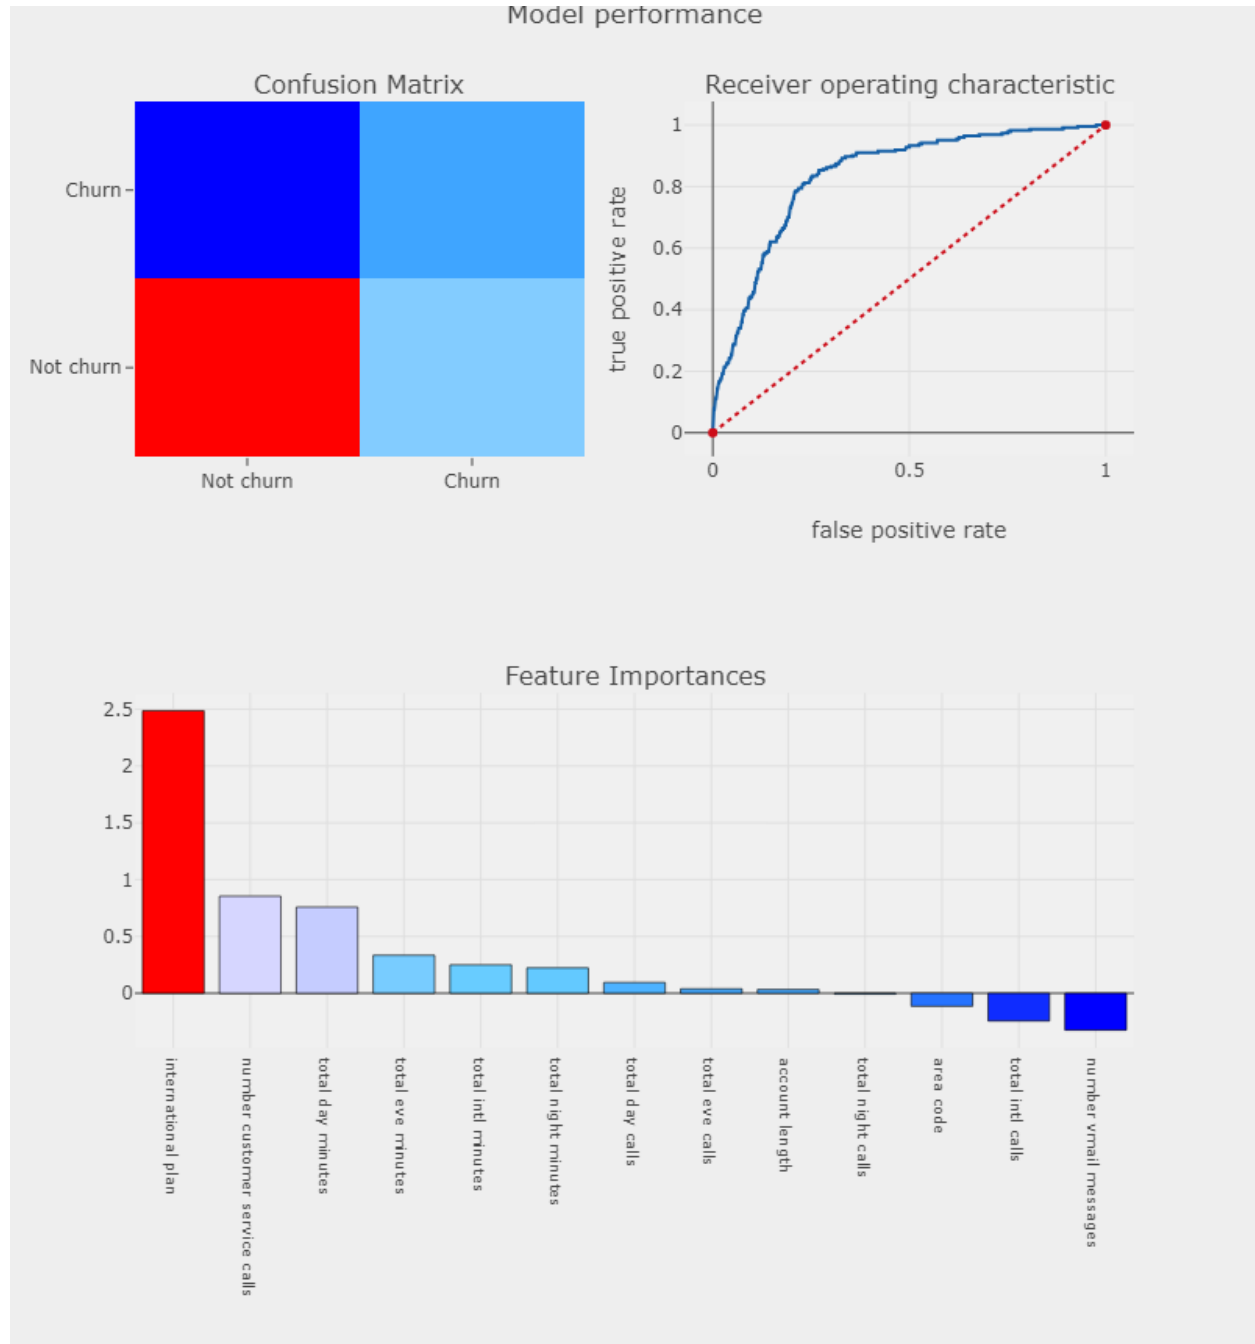 Model performance
Confusion Matrix
Churn
Not churn
Not churn
Churn
Receiver operating characteristic
true positive rate
1
0.8
0.6
0.4
0.2
0
0
0.5
1
false positive rate
Feature Importances
2.5
2
1.5
1
0.5
0
international plan
number customer service calls
total day minutes
total eve minutes
total intl minutes
total night minutes
total day calls
total eve calls
account length
total night calls
area code
total intl calls
number vmail messages